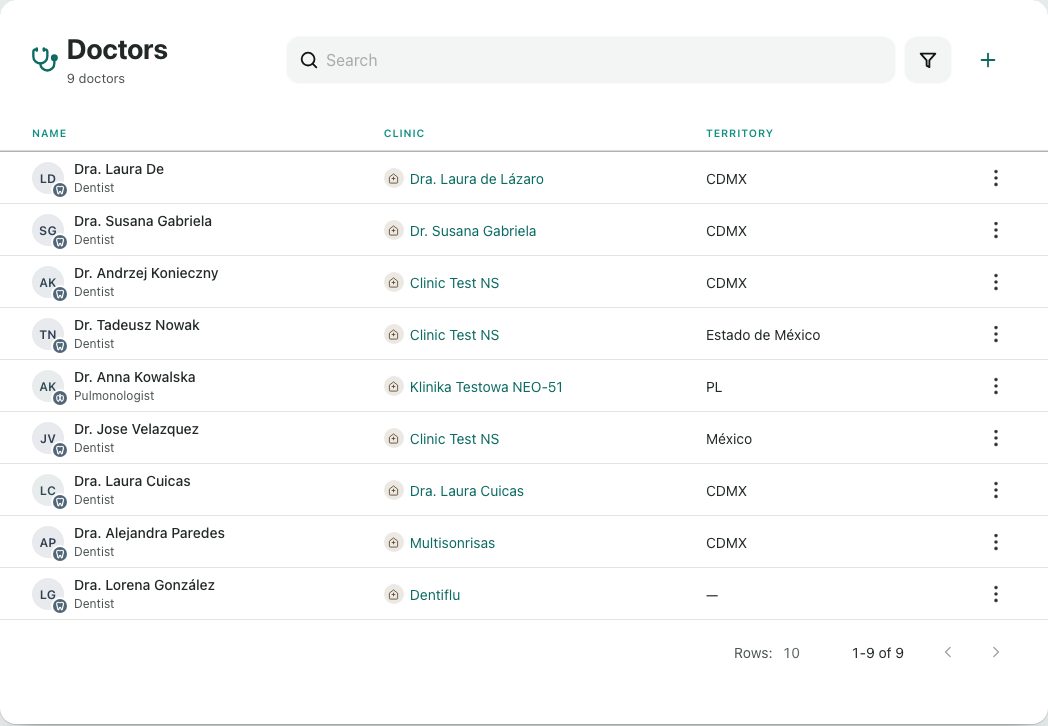 Doctors
9 doctors
Search
NAME CLINIC TERRITORY
LD Dra. Laura De Dentist Dra. Laura de Lázaro CDMX
SG Dra. Susana Gabriela Dentist Dr. Susana Gabriela CDMX
AK Dr. Andrzej Konieczny Dentist Clinic Test NS CDMX
TN Dr. Tadeusz Nowak Dentist Clinic Test NS Estado de México
AK Dr. Anna Kowalska Pulmonologist Klinika Testowa NEO-51 PL
JV Dr. Jose Velazquez Dentist Clinic Test NS México
LC Dra. Laura Cuicas Dentist Dra. Laura Cuicas CDMX
AP Dra. Alejandra Paredes Dentist Multisonrisas CDMX
LG Dra. Lorena González Dentist Dentiflu —
Rows: 10 1-9 of 9